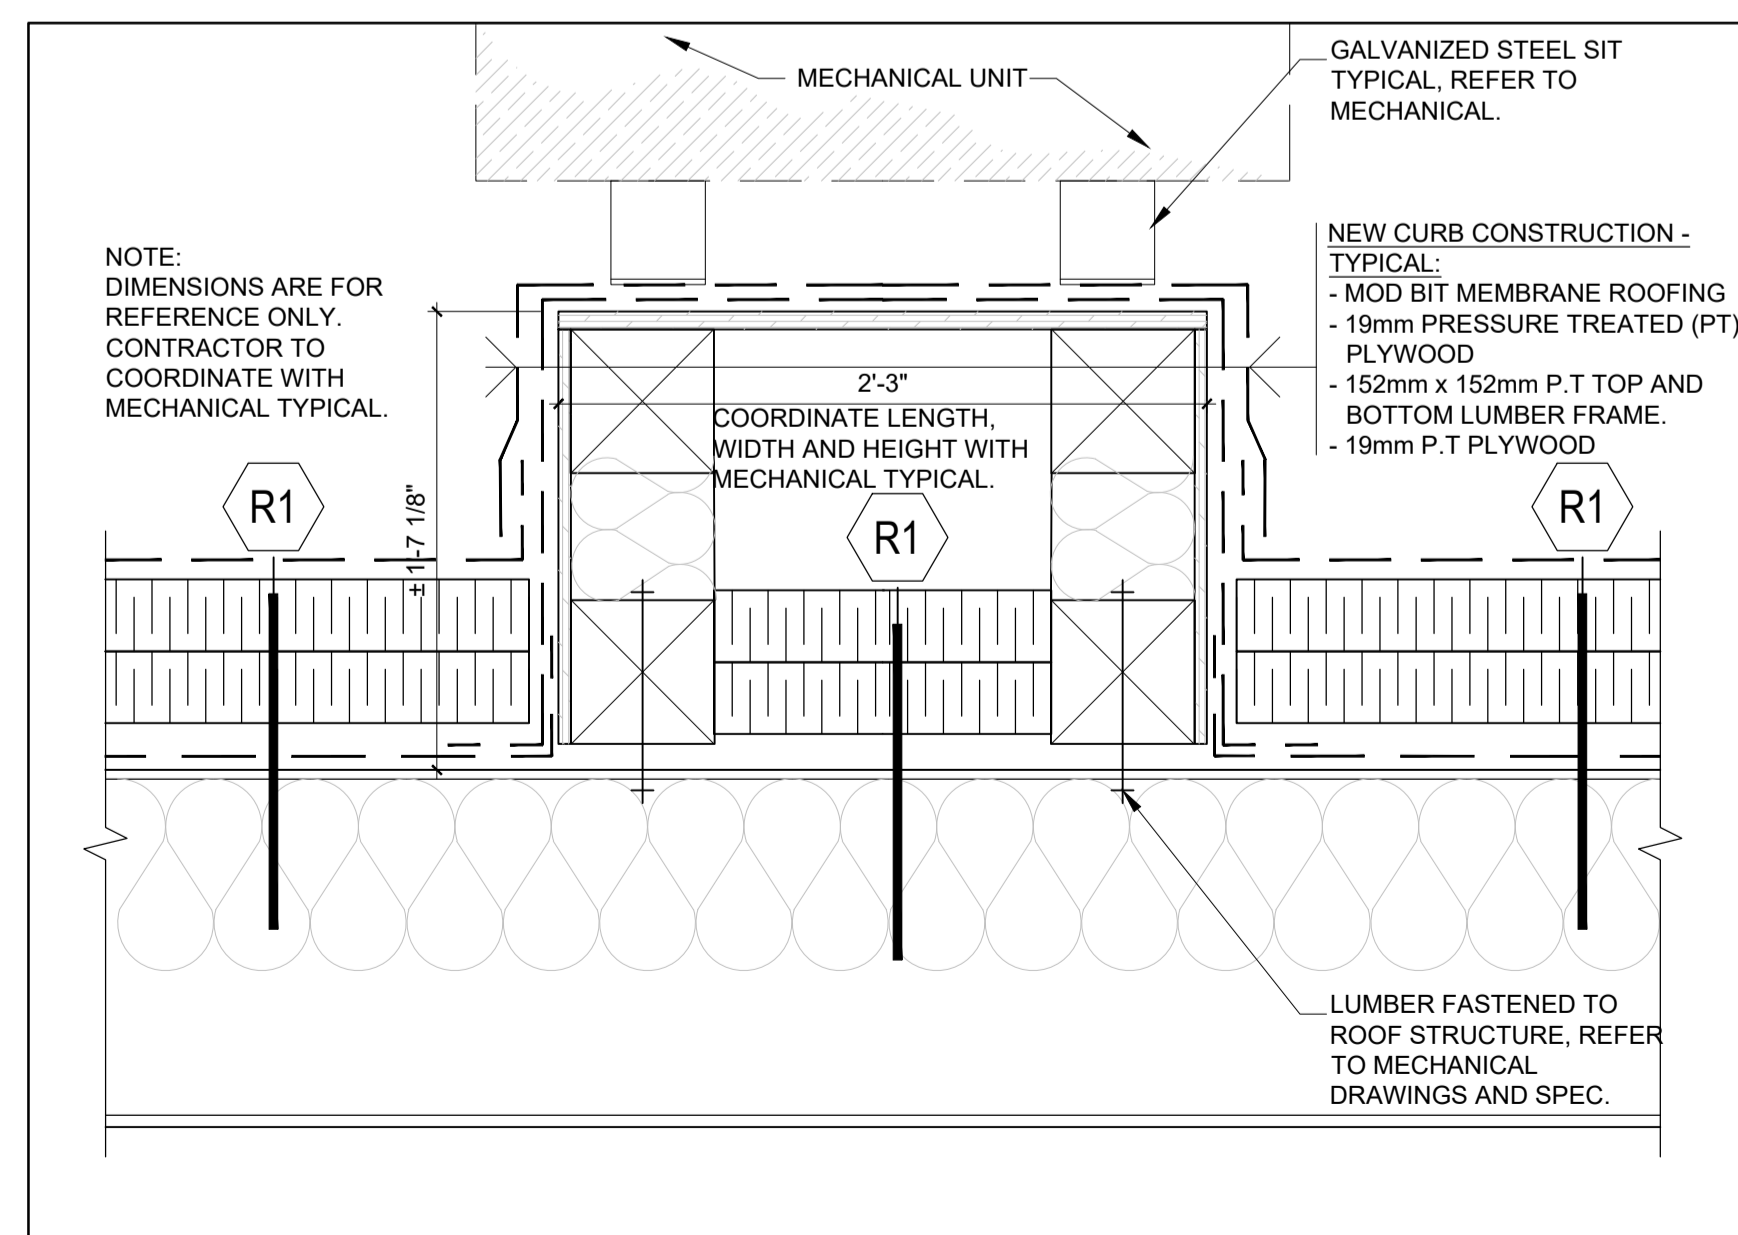 MECHANICAL UNIT
GALVANIZED STEEL SIT
TYPICAL, REFER TO
MECHANICAL.
NOTE:
DIMENSIONS ARE FOR
REFERENCE ONLY.
CONTRACTOR TO
COORDINATE WITH
MECHANICAL TYPICAL.
NEW CURB CONSTRUCTION -
TYPICAL:
- MOD BIT MEMBRANE ROOFING
- 19mm PRESSURE TREATED (PT)
PLYWOOD
- 152mm x 152mm P.T TOP AND
BOTTOM LUMBER FRAME.
- 19mm P.T PLYWOOD
2'-3"
COORDINATE LENGTH,
WIDTH AND HEIGHT WITH
MECHANICAL TYPICAL.
± 1'-7 1/8"
R1
R1
R1
LUMBER FASTENED TO
ROOF STRUCTURE, REFER
TO MECHANICAL
DRAWINGS AND SPEC.